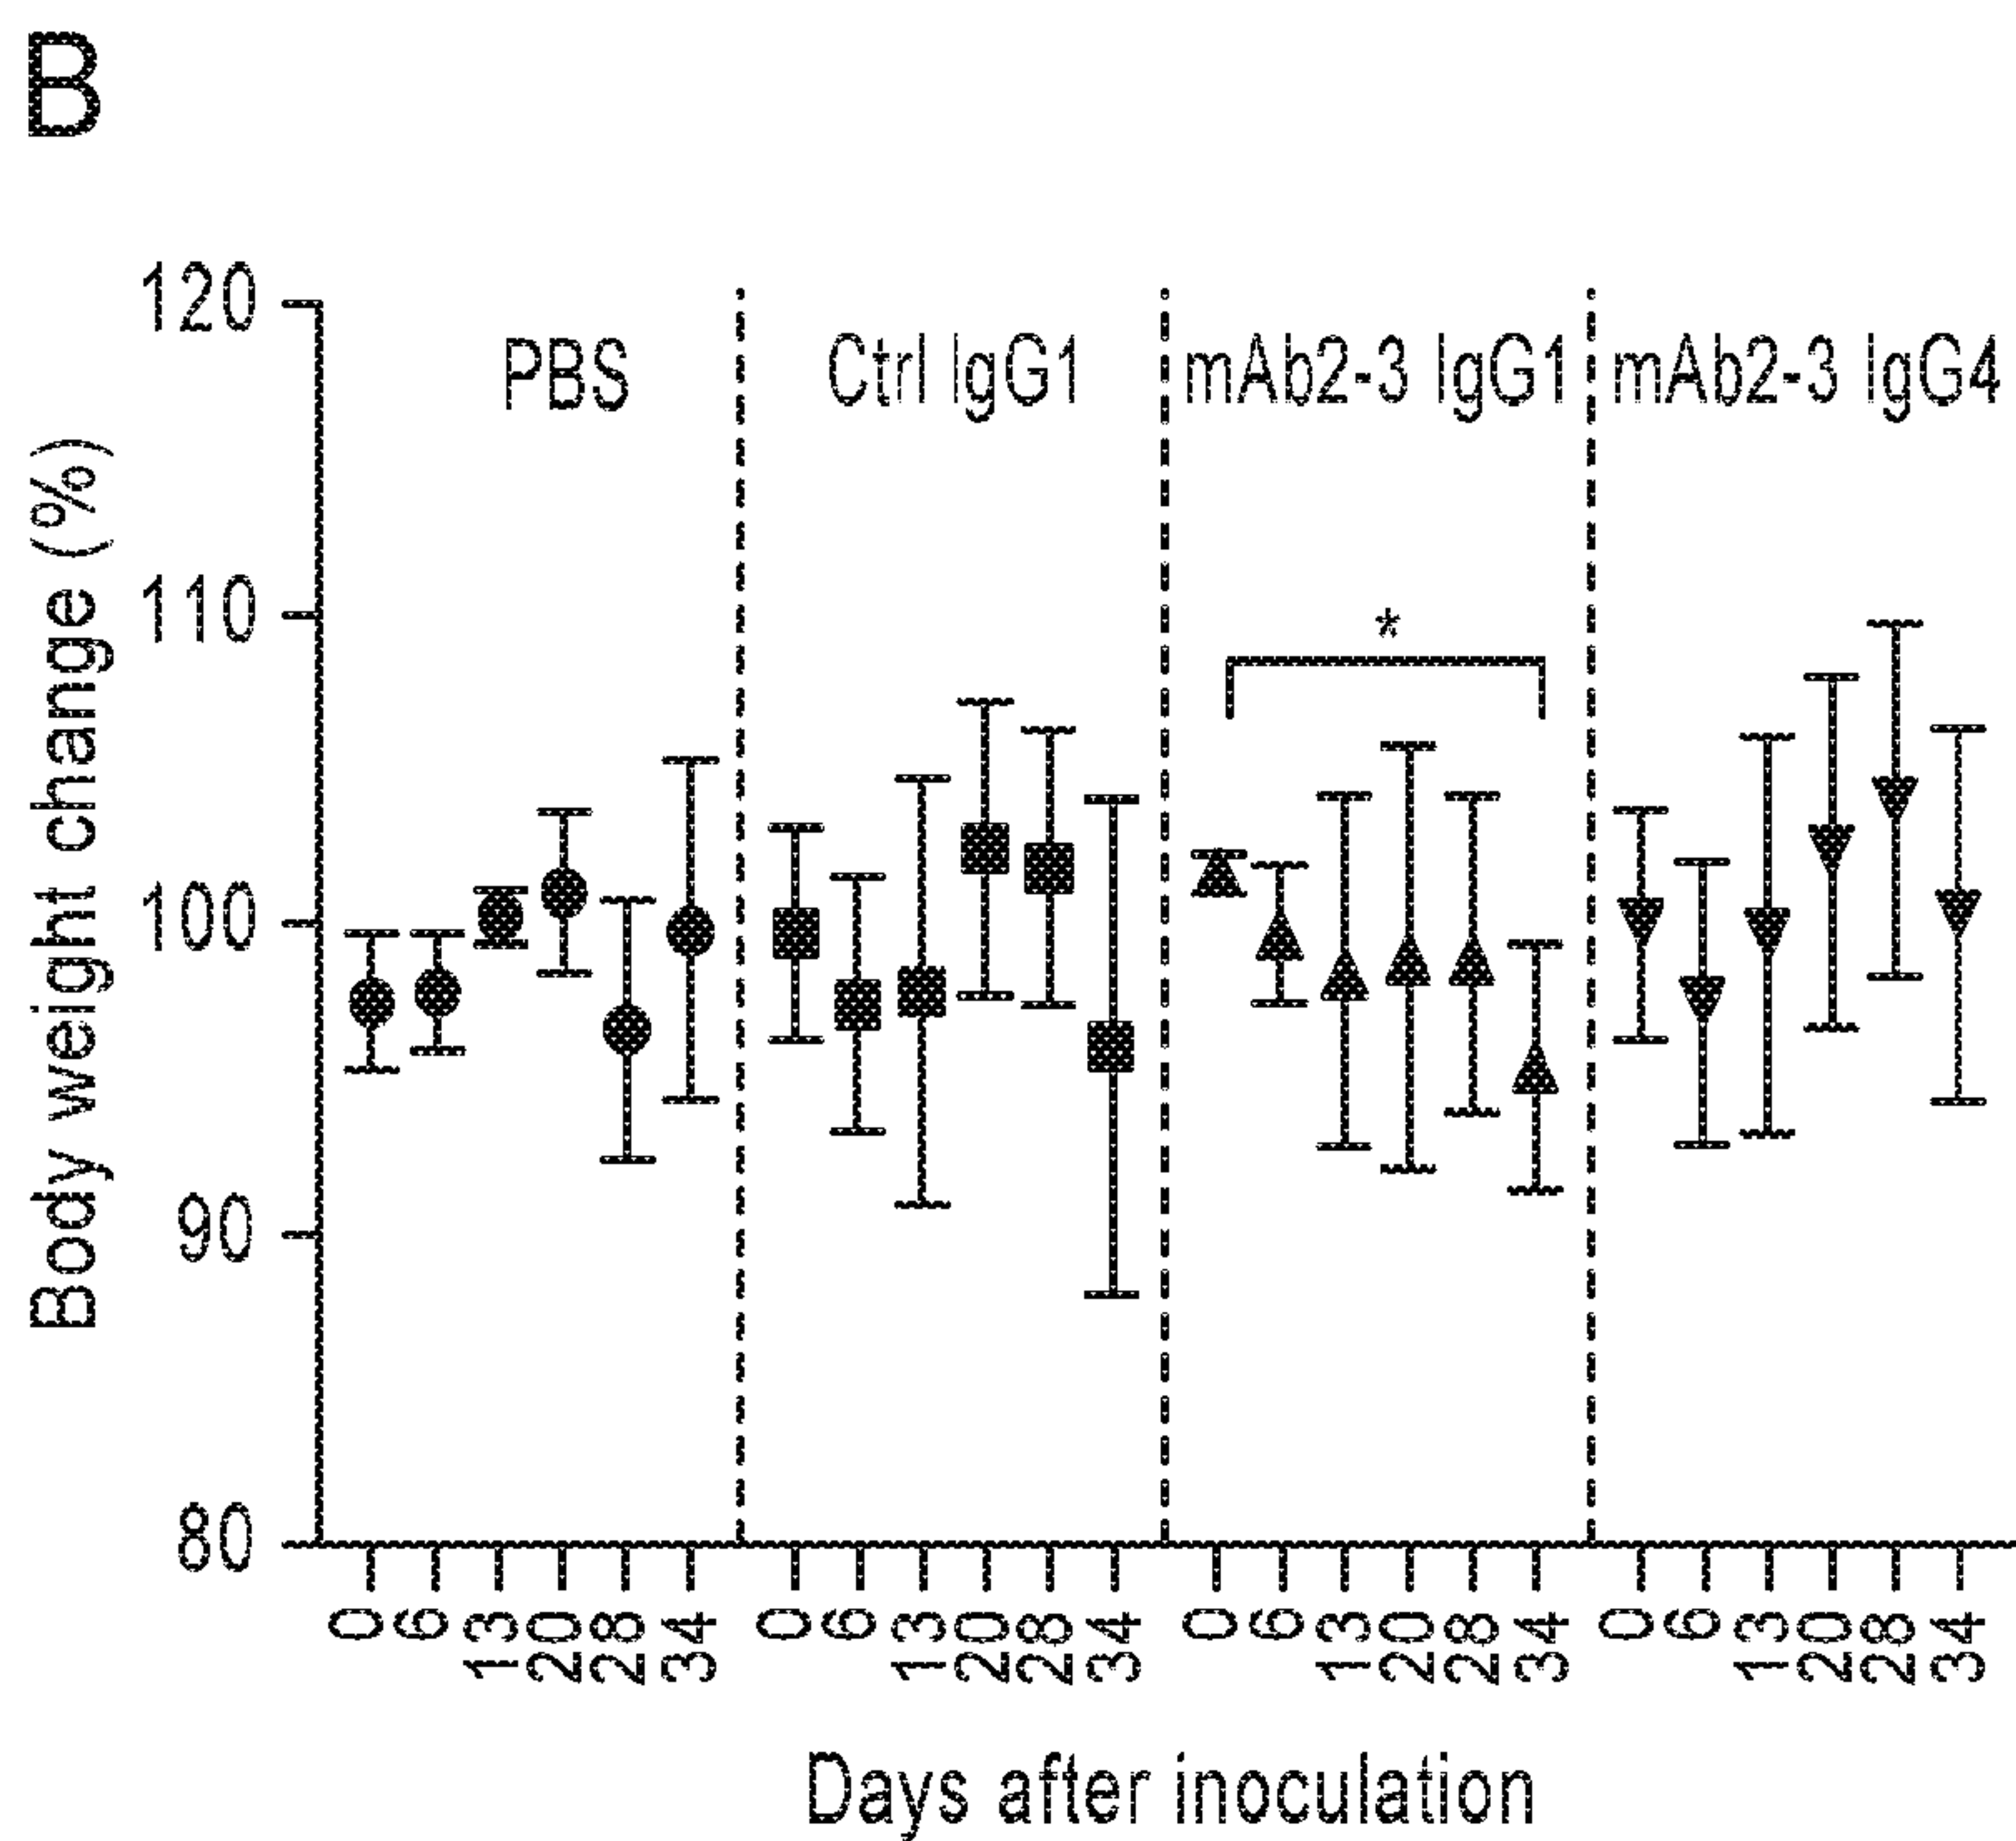 B
120
110
100
90
80
Body weight change (%)
PBS
Ctrl IgG1
mAb2-3 IgG1
mAb2-3 IgG4
*
0 6 13 20 28 34 0 6 13 20 28 34 0 6 13 20 28 34 0 6 13 20 28 34
Days after inoculation